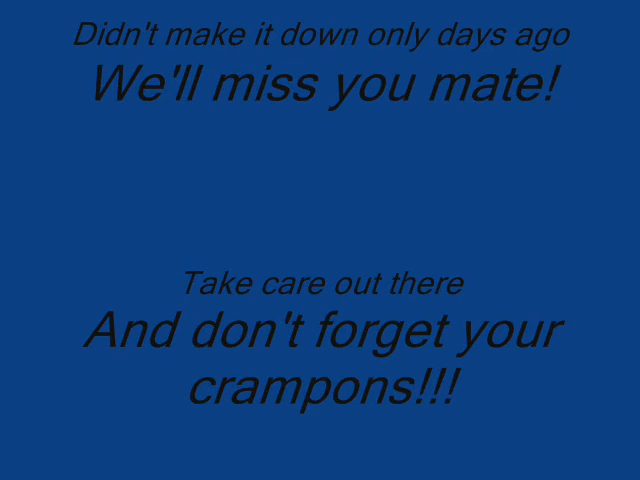 Didn't make it down only days ago
We'll miss you mate!
Take care out there
And don't forget your
crampons!!!